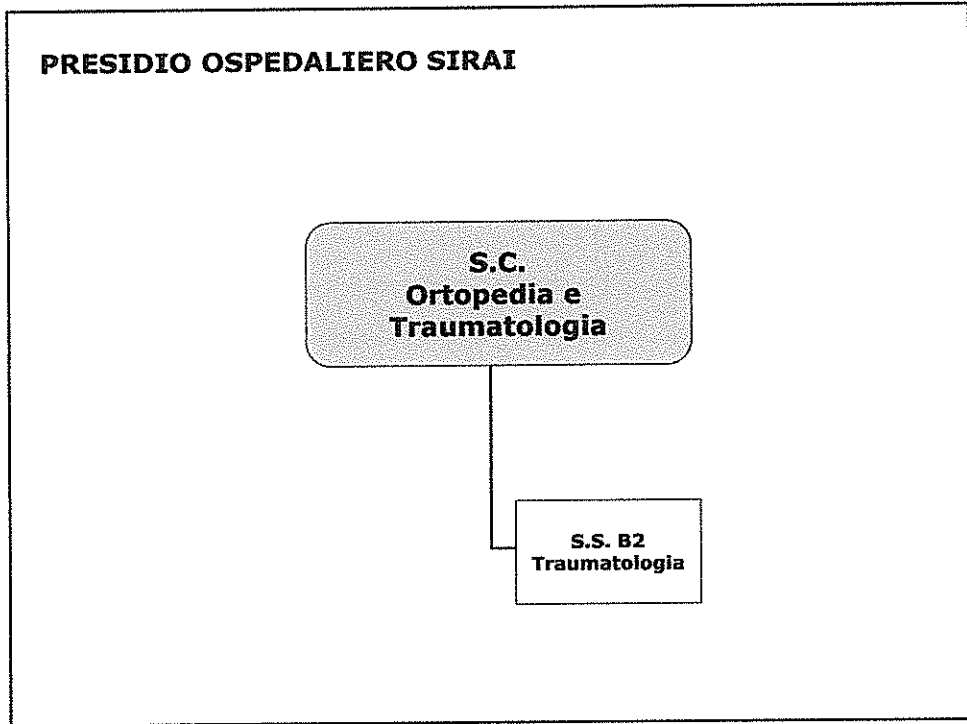 PRESIDIO OSPEDALIERO SIRAI
S.C.
Ortopedia e
Traumatologia
S.S. B2
Traumatologia